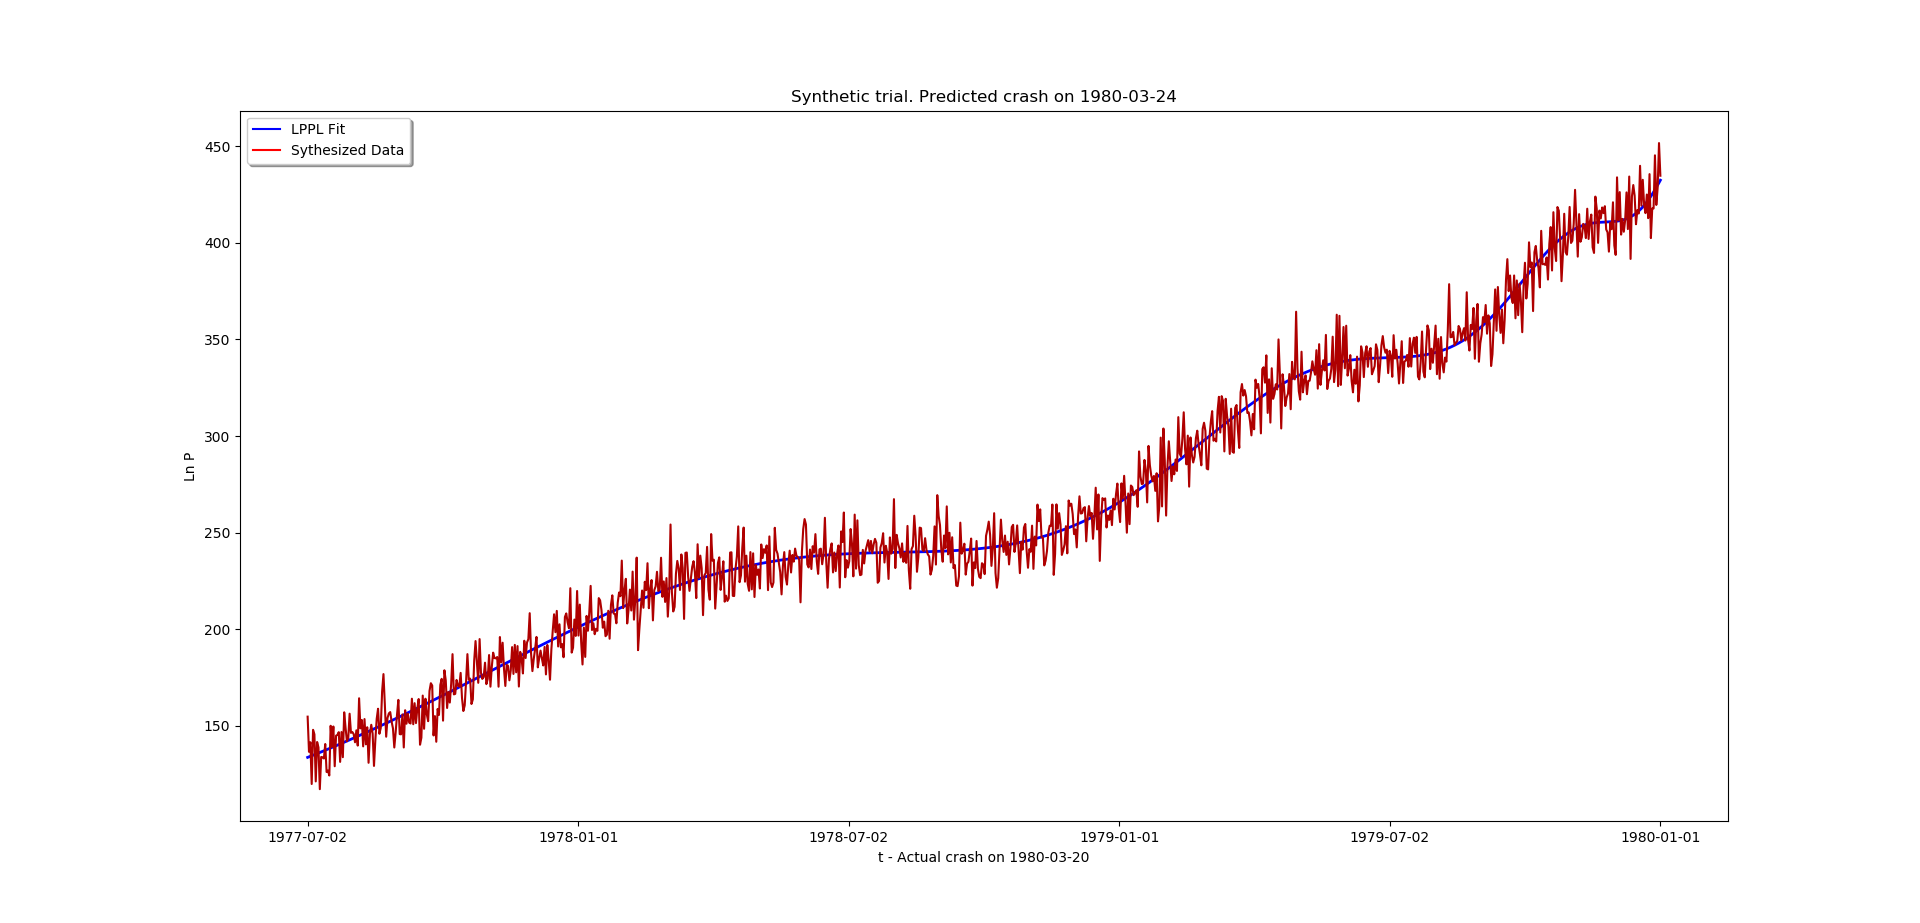 Synthetic trial. Predicted crash on 1980-03-24
LPPL Fit
Sythesized Data
450
400
350
300
250
200
150
Ln P
1977-07-02
1978-01-01
1978-07-02
1979-01-01
1979-07-02
1980-01-01
t - Actual crash on 1980-03-20